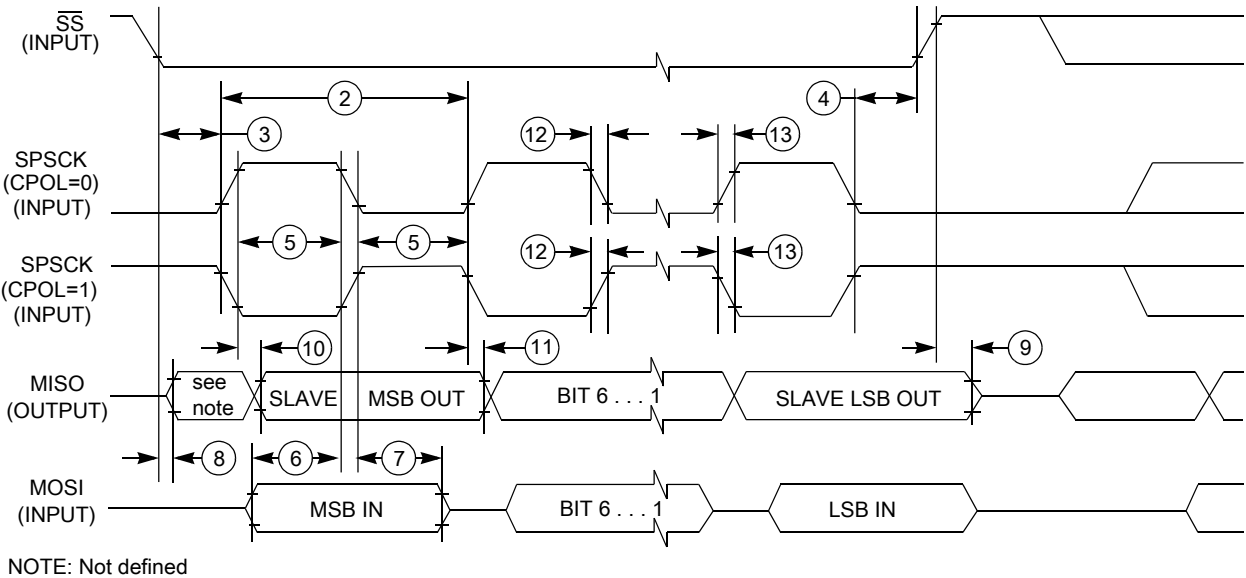 SS
(INPUT)
2
4
3
12
13
SPSCK
(CPOL=0)
(INPUT)
5
5
12
13
SPSCK
(CPOL=1)
(INPUT)
10
11
9
MISO
(OUTPUT)
see
note
SLAVE
MSB OUT
BIT 6 . . . 1
SLAVE LSB OUT
8
6
7
MOSI
(INPUT)
MSB IN
BIT 6 . . . 1
LSB IN
NOTE: Not defined